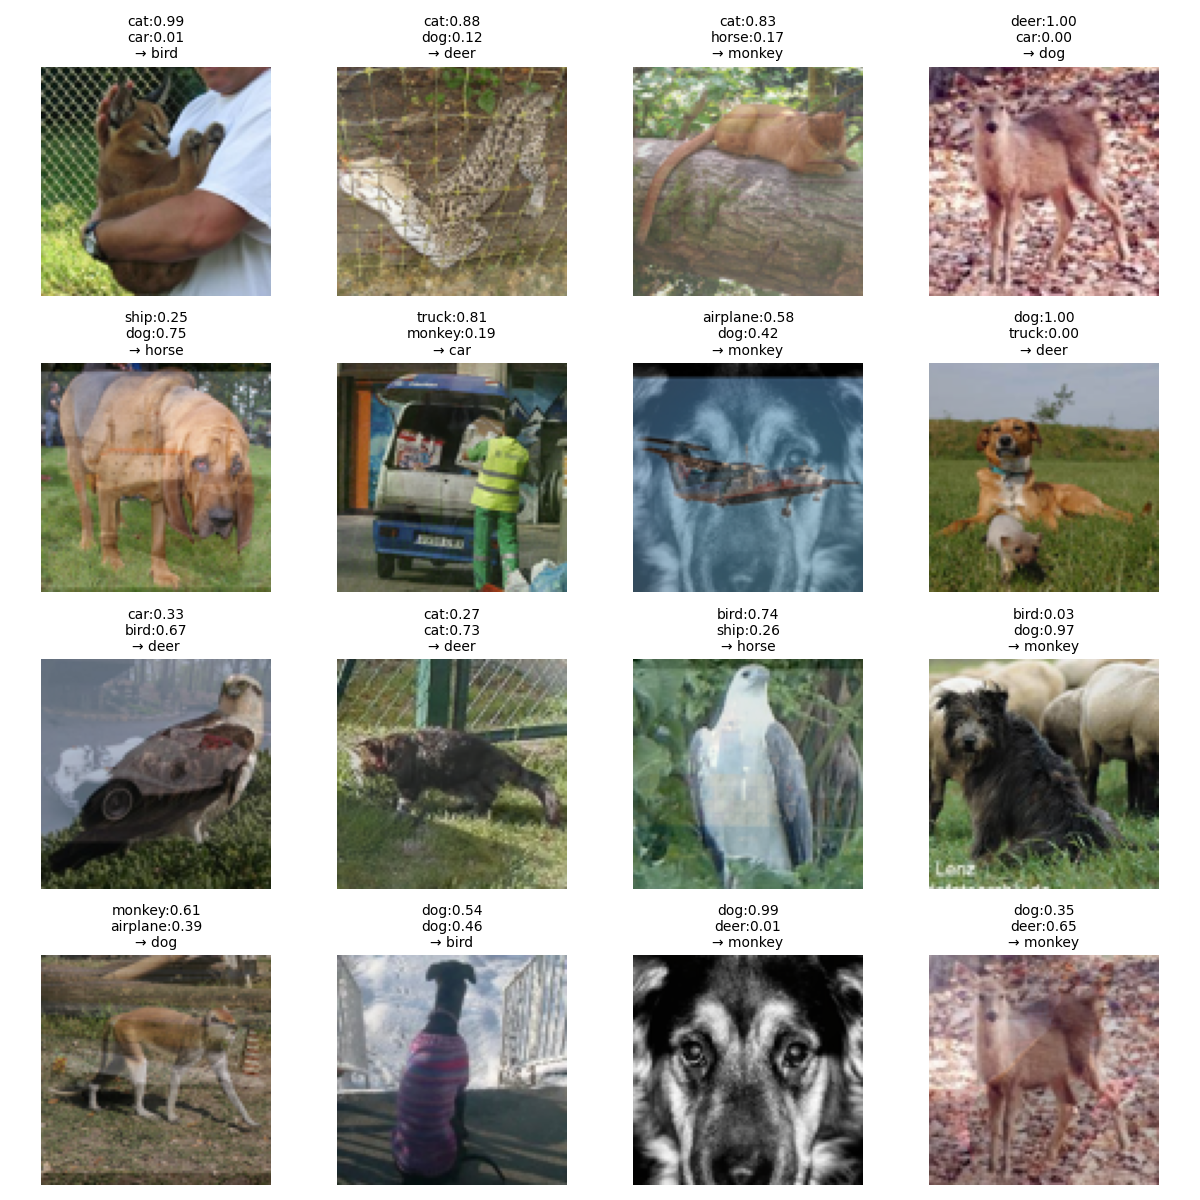 cat:0.99
car:0.01
→ bird
cat:0.88
dog:0.12
→ deer
cat:0.83
horse:0.17
→ monkey
deer:1.00
car:0.00
→ dog
ship:0.25
dog:0.75
→ horse
truck:0.81
monkey:0.19
→ car
airplane:0.58
dog:0.42
→ monkey
dog:1.00
truck:0.00
→ deer
car:0.33
bird:0.67
→ deer
cat:0.27
cat:0.73
→ deer
bird:0.74
ship:0.26
→ horse
bird:0.03
dog:0.97
→ monkey
Lenz
monkey:0.61
airplane:0.39
→ dog
dog:0.54
dog:0.46
→ bird
dog:0.99
deer:0.01
→ monkey
dog:0.35
deer:0.65
→ monkey